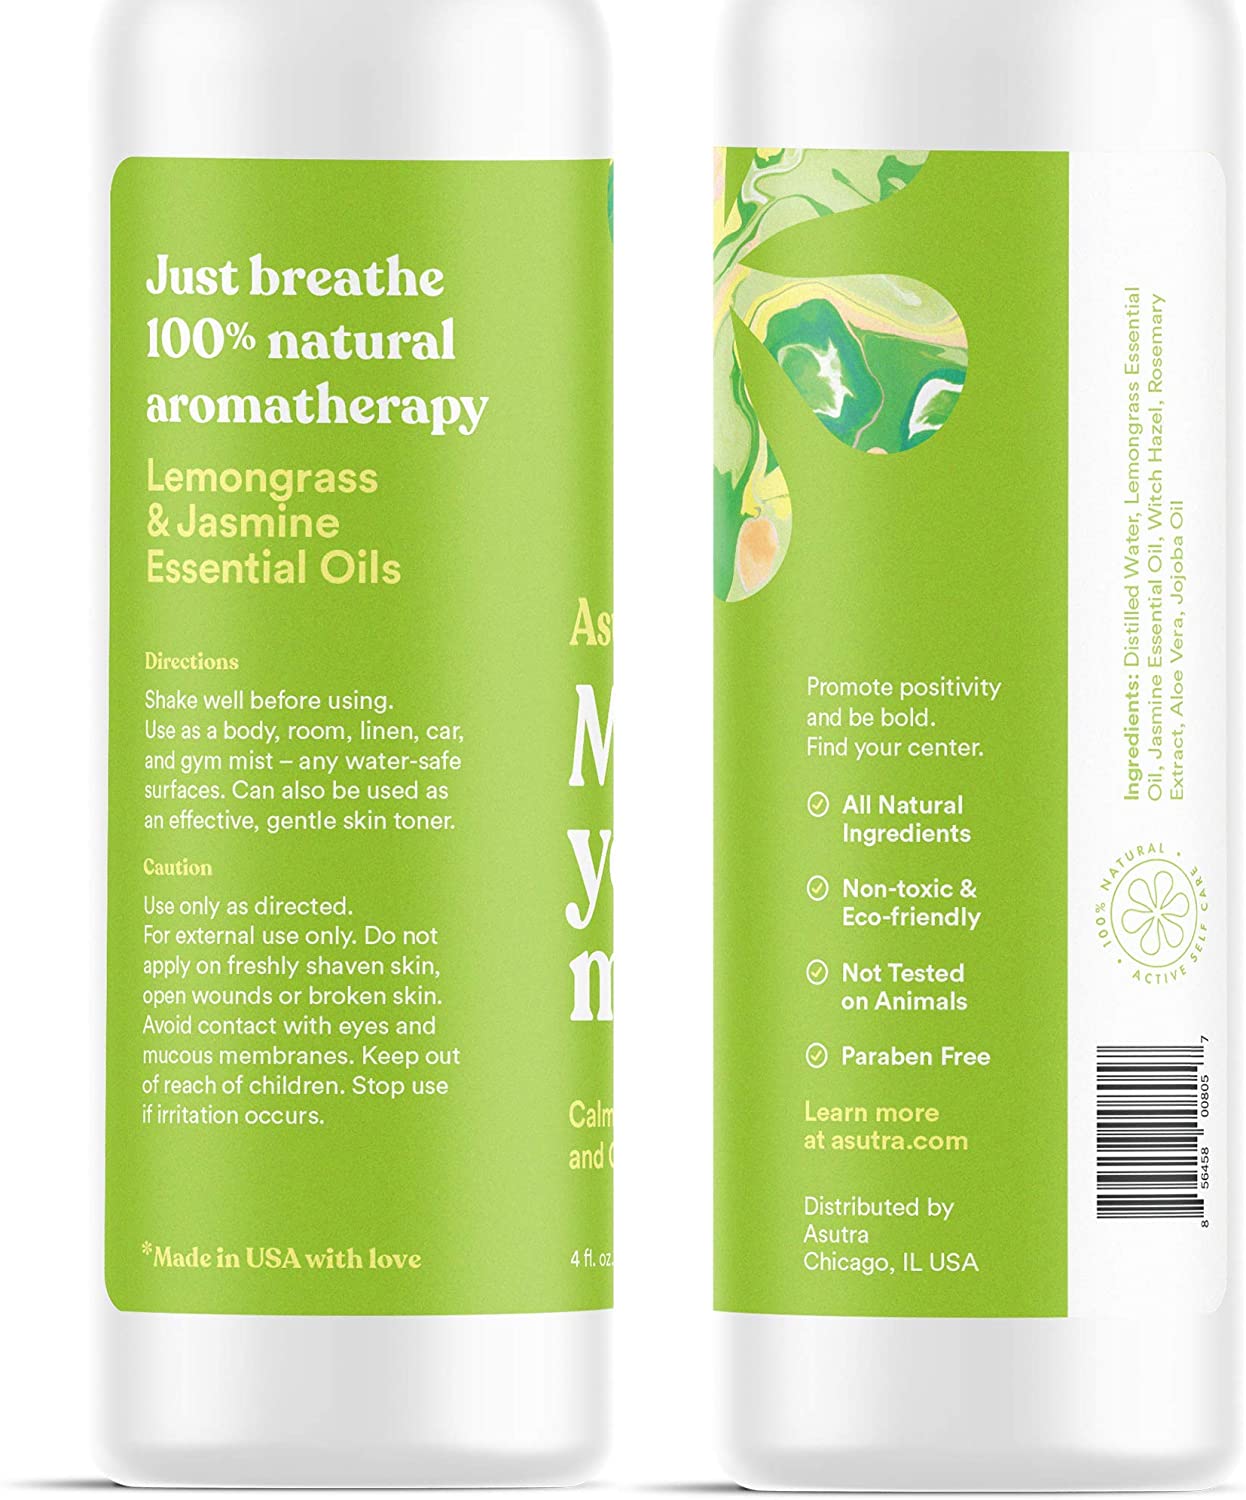 Just breathe
100% natural
aromatherapy
Lemongrass
& Jasmine
Essential Oils
Directions
Shake well before using.
Use as a body, room, linen, car,
and gym mist – any water-safe
surfaces. Can also be used as
an effective, gentle skin toner.
Caution
Use only as directed.
For external use only. Do not
apply on freshly shaven skin,
open wounds or broken skin.
Avoid contact with eyes and
mucous membranes. Keep out
of reach of children. Stop use
if irritation occurs.
*Made in USA with love
4 fl. oz.
Promote positivity
and be bold.
Find your center.
All Natural
Ingredients
Non-toxic &
Eco-friendly
Not Tested
on Animals
Paraben Free
Learn more
at asutra.com
Distributed by
Asutra
Chicago, IL USA
Ingredients: Distilled Water, Lemongrass Essential
Oil, Jasmine Essential Oil, Witch Hazel, Rosemary
Extract, Aloe Vera, Jojoba Oil
• 100% NATURAL •
ACTIVE SELF CARE
8 56458 00805 7